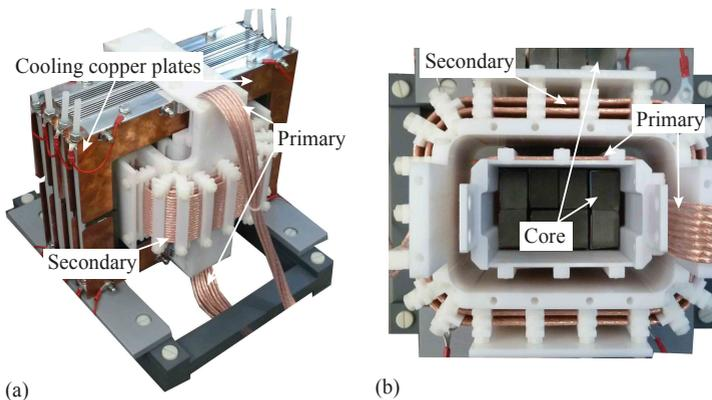 Cooling copper plates
Primary
Secondary
(a)
Secondary
Primary
Core
(b)